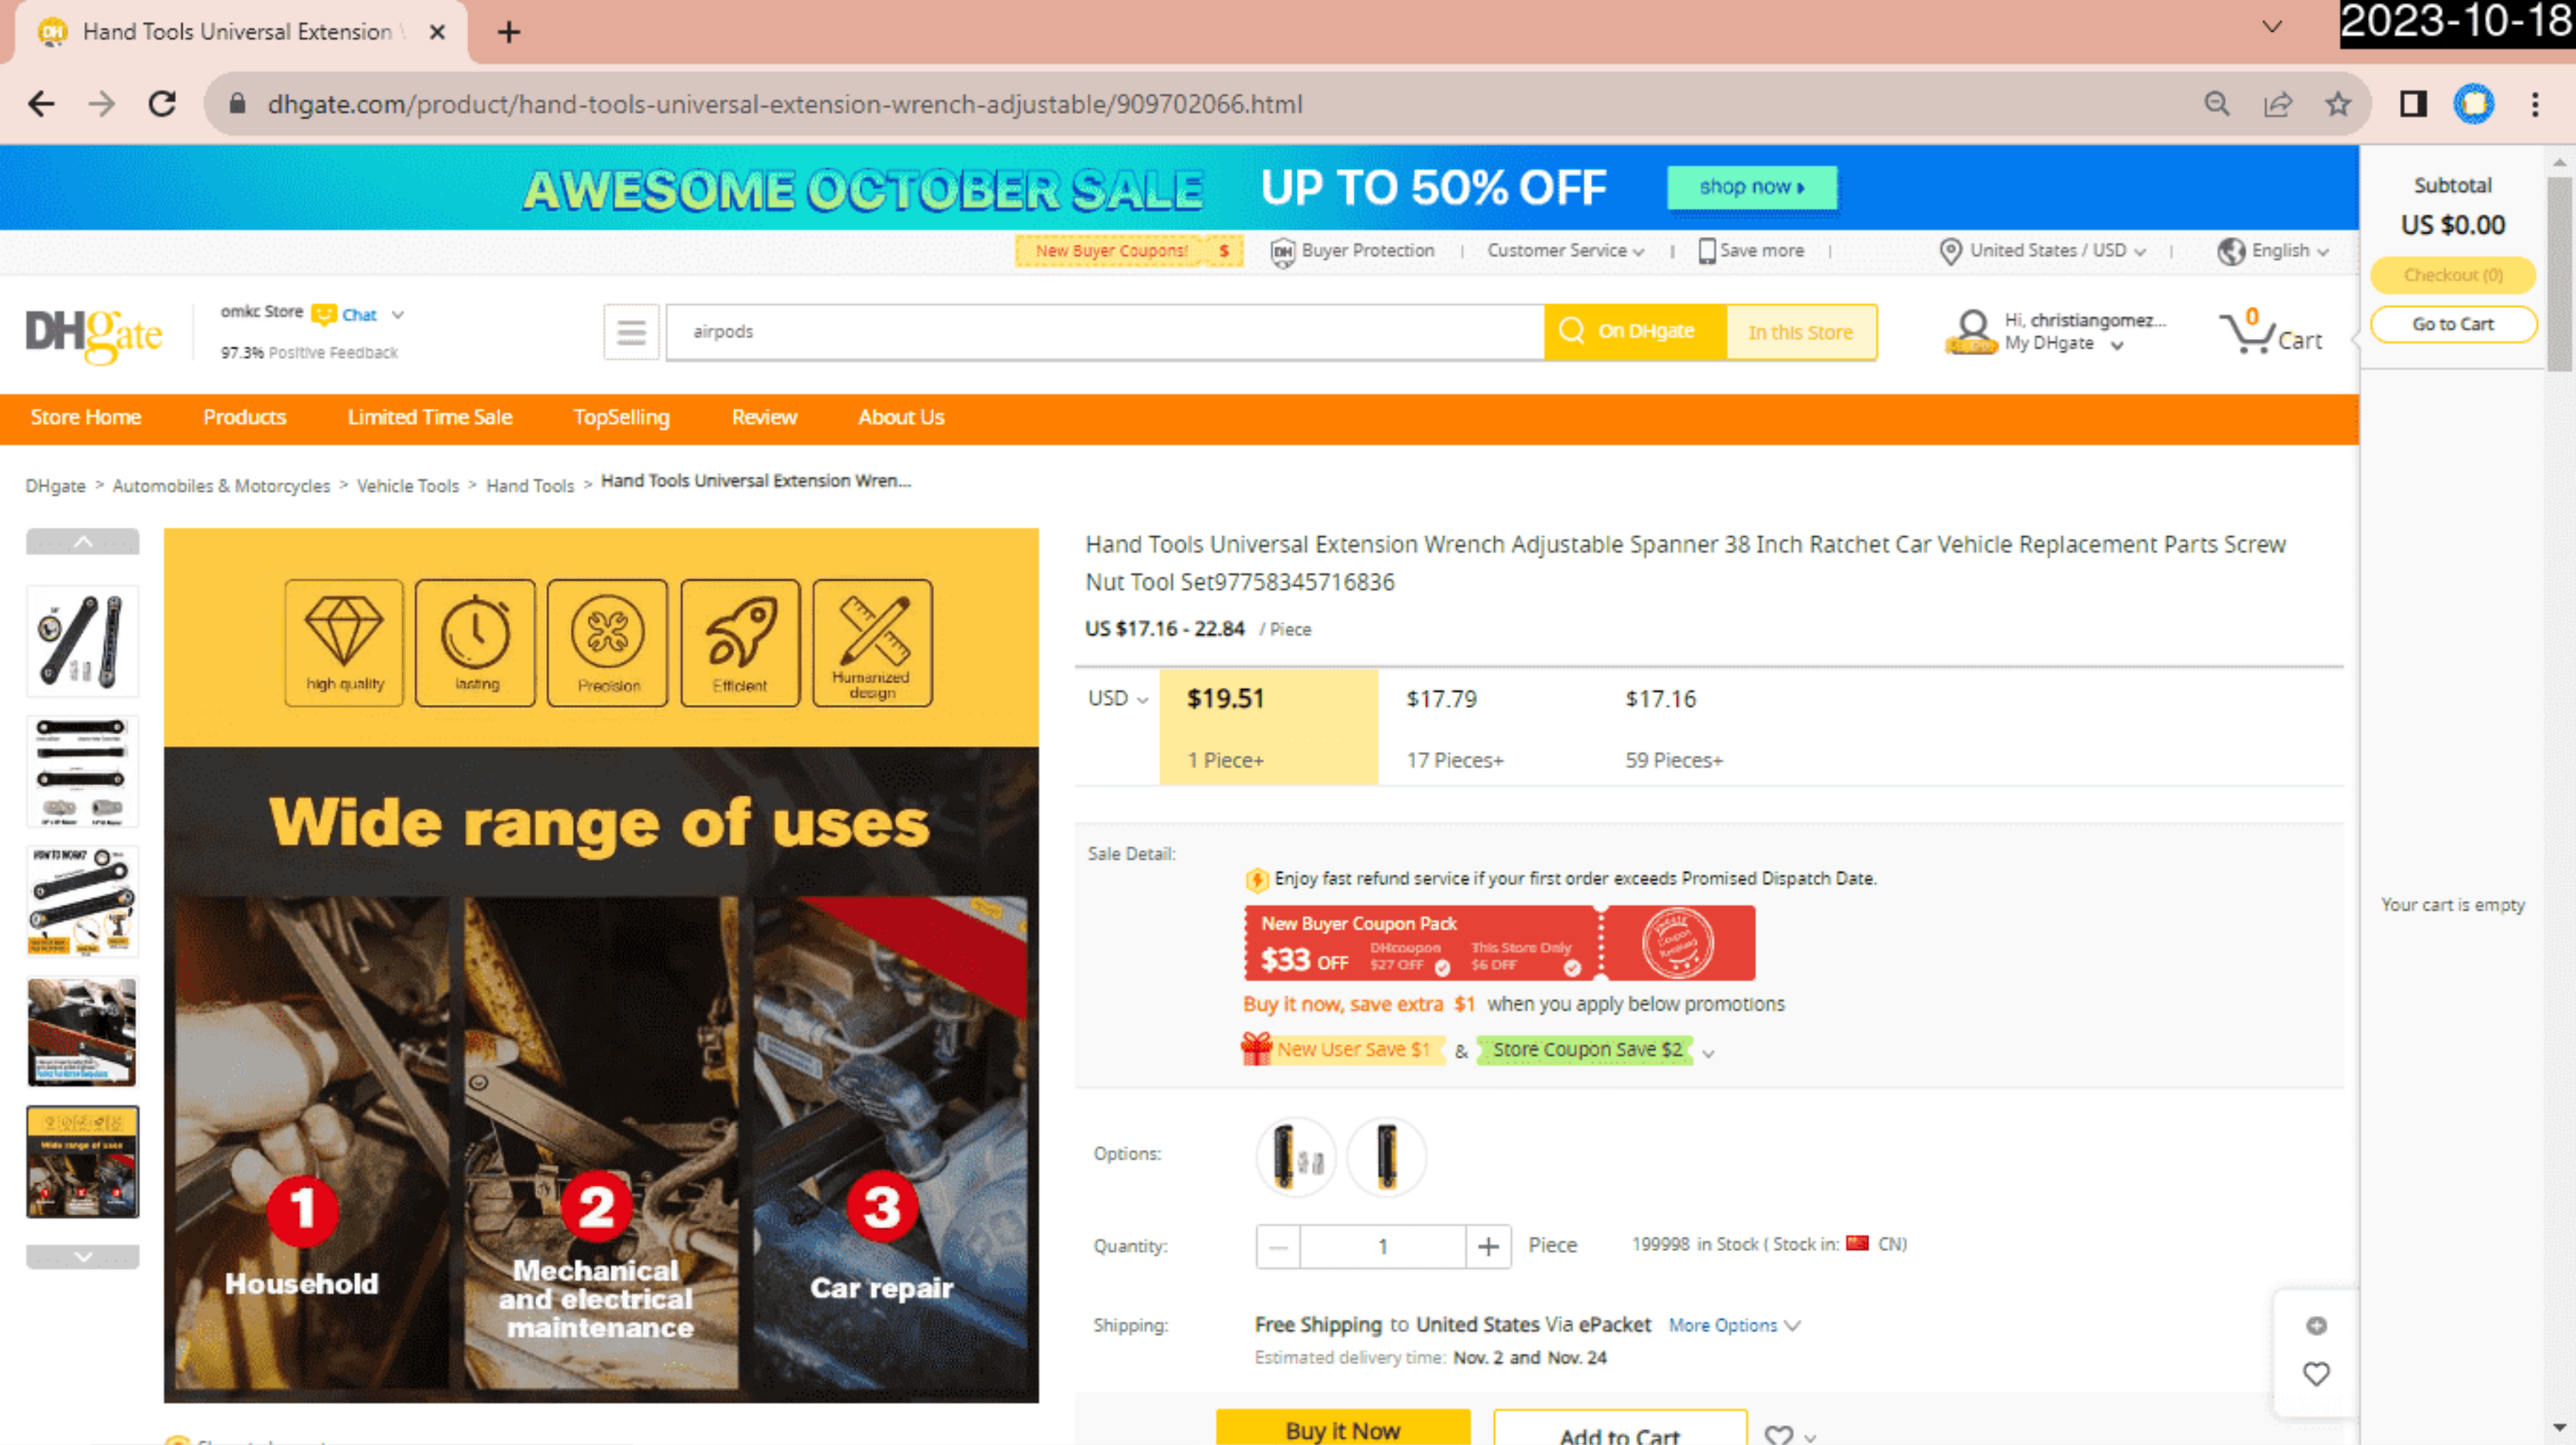 Hand Tools Universal Extension
2023-10-18
dhgate.com/product/hand-tools-universal-extension-wrench-adjustable/909702066.html
AWESOME OCTOBER SALE UP TO 50% OFF shop now
Subtotal
US $0.00
Checkout (0)
Go to Cart
Your cart is empty
New Buyer Coupons! $ DH Buyer Protection | Customer Service | Save more | United States / USD | English
DHgate
omkc Store Chat
97.3% Positive Feedback
airpods
On DHgate In this Store
Hi, christiangomez...
My DHgate
0
Cart
Store Home Products Limited Time Sale TopSelling Review About Us
DHgate > Automobiles & Motorcycles > Vehicle Tools > Hand Tools > Hand Tools Universal Extension Wren...
high quality lasting Precision Efficient Humanized
design
Wide range of uses
1 2 3
Household
Mechanical
and electrical
maintenance
Car repair
HOW TO WORK?
Wide range of uses
Hand Tools Universal Extension Wrench Adjustable Spanner 38 Inch Ratchet Car Vehicle Replacement Parts Screw
Nut Tool Set97758345716836
US $17.16 - 22.84 / Piece
USD $19.51 $17.79 $17.16
1 Piece+ 17 Pieces+ 59 Pieces+
Sale Detail:
Enjoy fast refund service if your first order exceeds Promised Dispatch Date.
New Buyer Coupon Pack
$33 OFF DHcoupon This Store Only
$27 OFF $6 OFF
Coupon
Received
Buy it now, save extra $1 when you apply below promotions
New User Save $1 & Store Coupon Save $2
Options:
Quantity: 1 Piece 199998 in Stock ( Stock in: CN)
Shipping: Free Shipping to United States Via ePacket More Options
Estimated delivery time: Nov. 2 and Nov. 24
Buy it Now Add to Cart